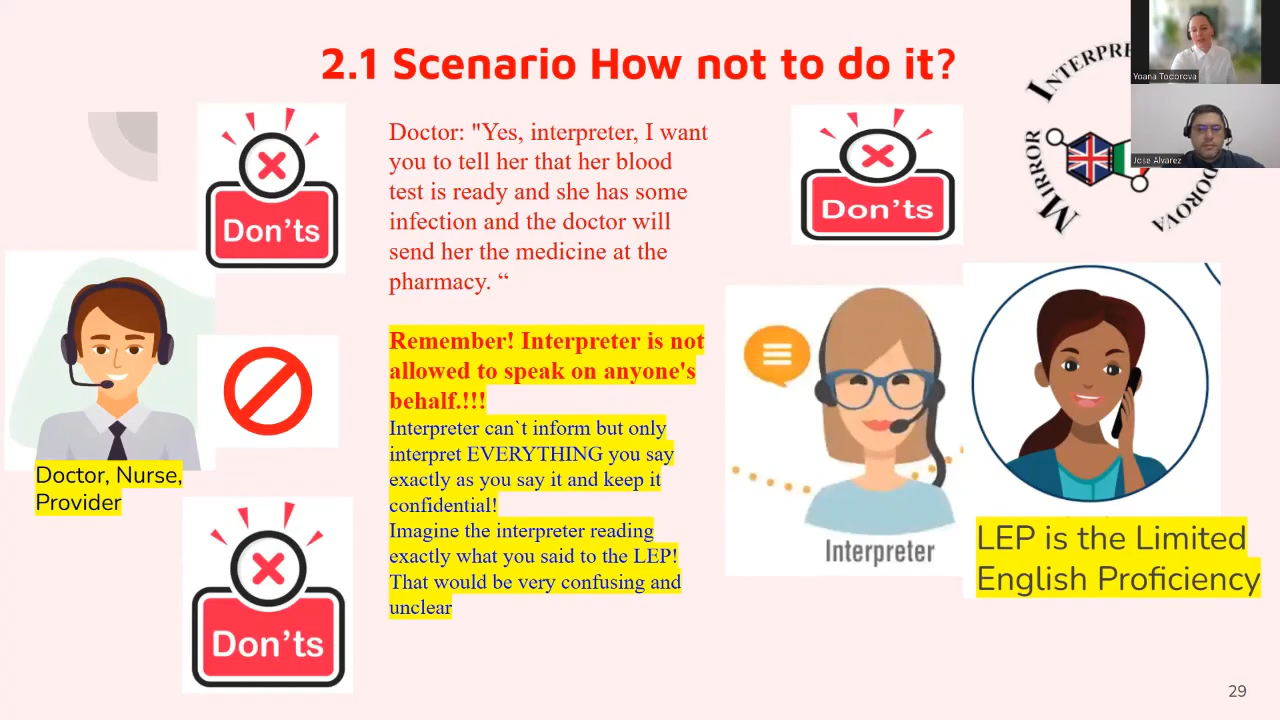 2.1 Scenario How not to do it?
Yoana Todorova
Jose Alvarez
INTERPRE
MIRROR
DOROVA
Don'ts
Don'ts
Doctor: "Yes, interpreter, I want
you to tell her that her blood
test is ready and she has some
infection and the doctor will
send her the medicine at the
pharmacy. “
Remember! Interpreter is not
allowed to speak on anyone's
behalf.!!!
Interpreter can`t inform but only
interpret EVERYTHING you say
exactly as you say it and keep it
confidential!
Imagine the interpreter reading
exactly what you said to the LEP!
That would be very confusing and
unclear
Doctor, Nurse,
Provider
Don'ts
Interpreter
LEP is the Limited
English Proficiency
29